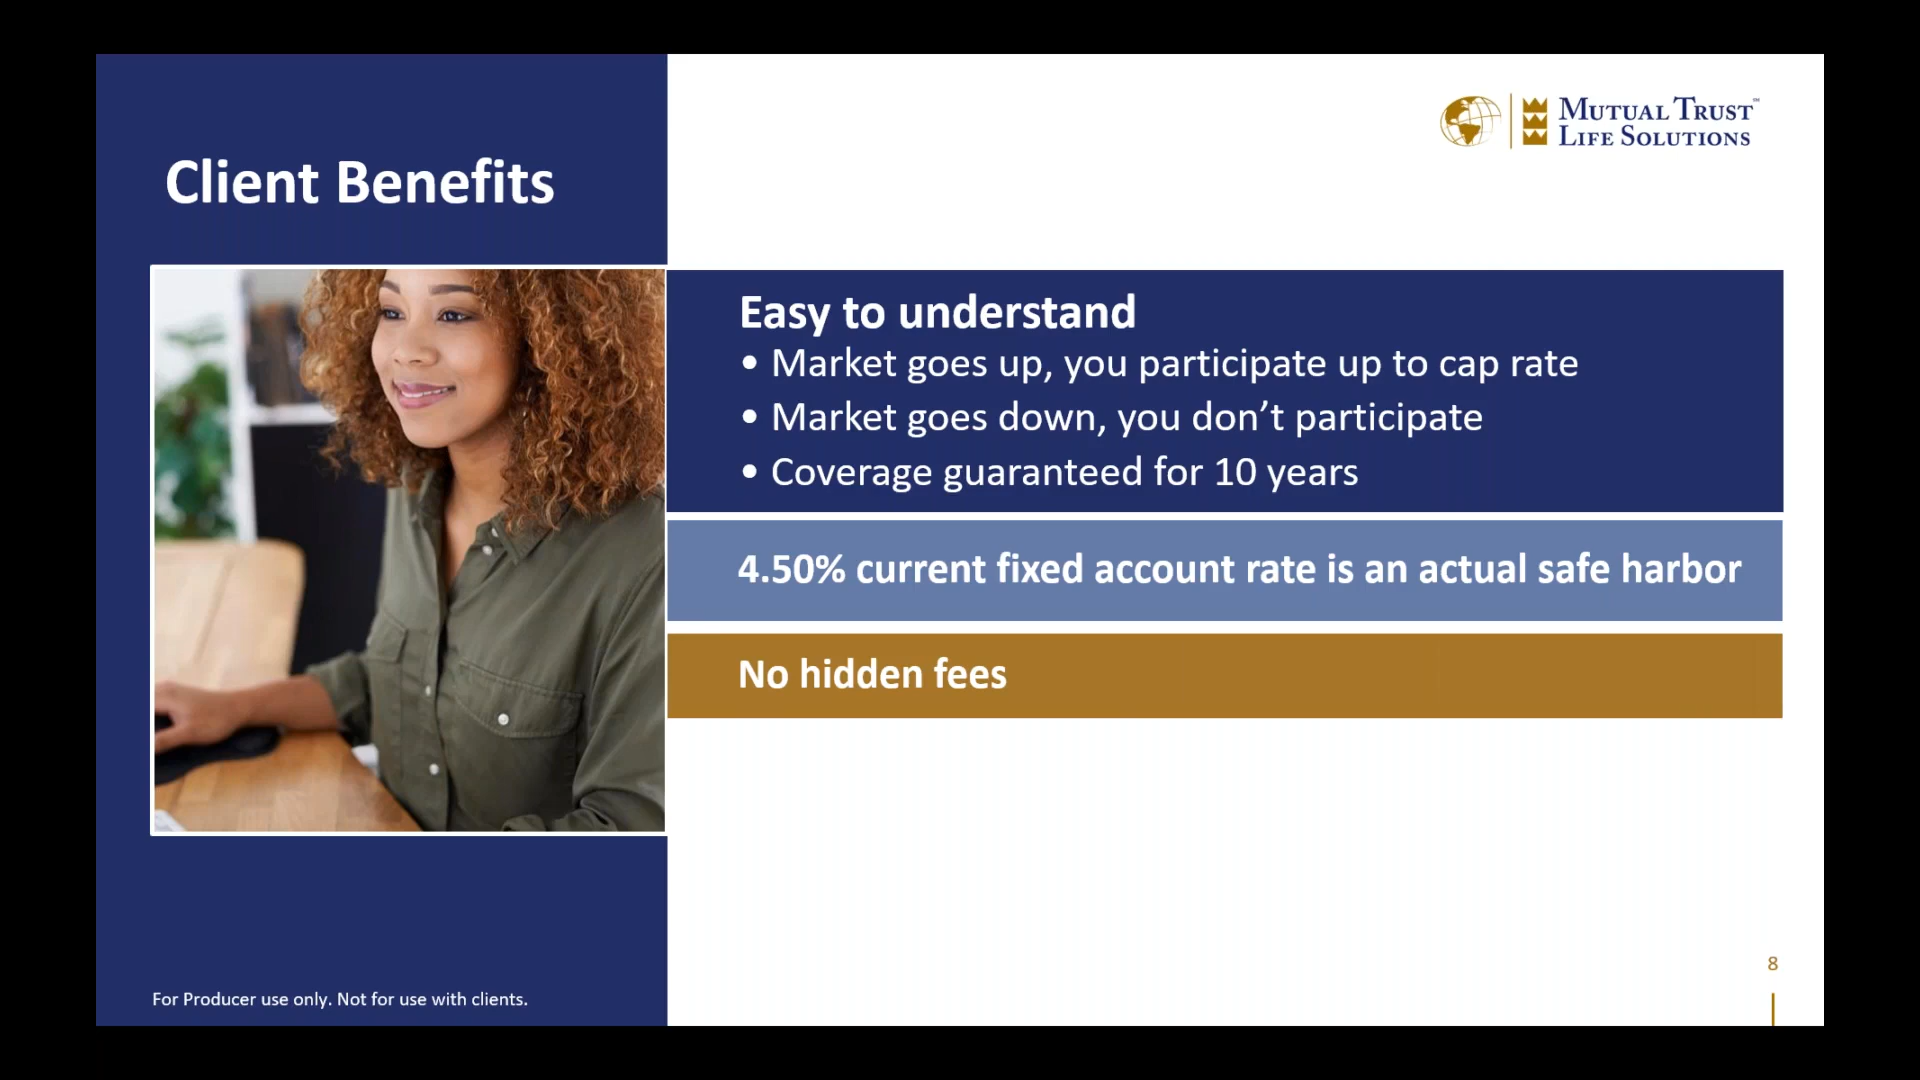 MUTUAL TRUST™
LIFE SOLUTIONS
Client Benefits
Easy to understand
• Market goes up, you participate up to cap rate
• Market goes down, you don’t participate
• Coverage guaranteed for 10 years
4.50% current fixed account rate is an actual safe harbor
No hidden fees
8
For Producer use only. Not for use with clients.